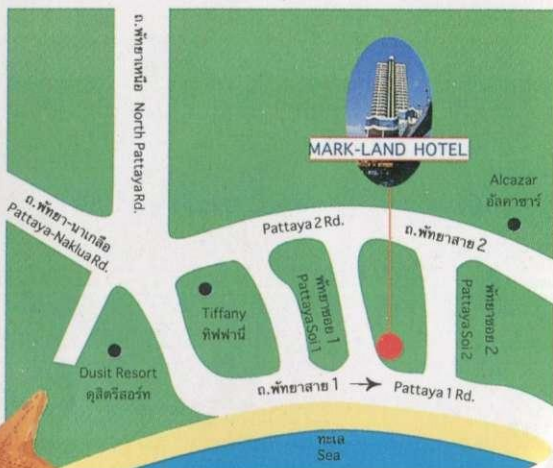 ถ.พัทยาเหนือ North Pattaya Rd.
MARK-LAND HOTEL
Alcazar
อัลคาซาร์
ถ.พัทยา-นาเกลือ
Pattaya-Naklua Rd.
Pattaya 2 Rd.
ถ.พัทยาสาย 2
Tiffany
ทิฟฟานี่
พัทยาซอย 1
Pattaya Soi 1
พัทยาซอย 2
Pattaya Soi 2
Dusit Resort
ดุสิตรีสอร์ท
ถ.พัทยาสาย 1 → Pattaya 1 Rd.
ทะเล
Sea